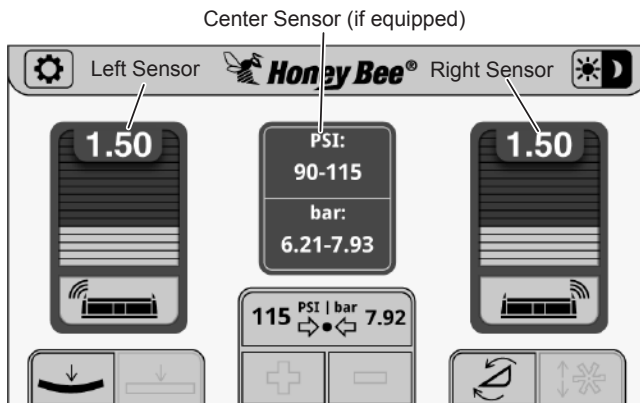 Center Sensor (if equipped)
Left Sensor
Honey Bee®
Right Sensor
1.50
PSI:
90-115
bar:
6.21-7.93
1.50
115 PSI | bar 7.92